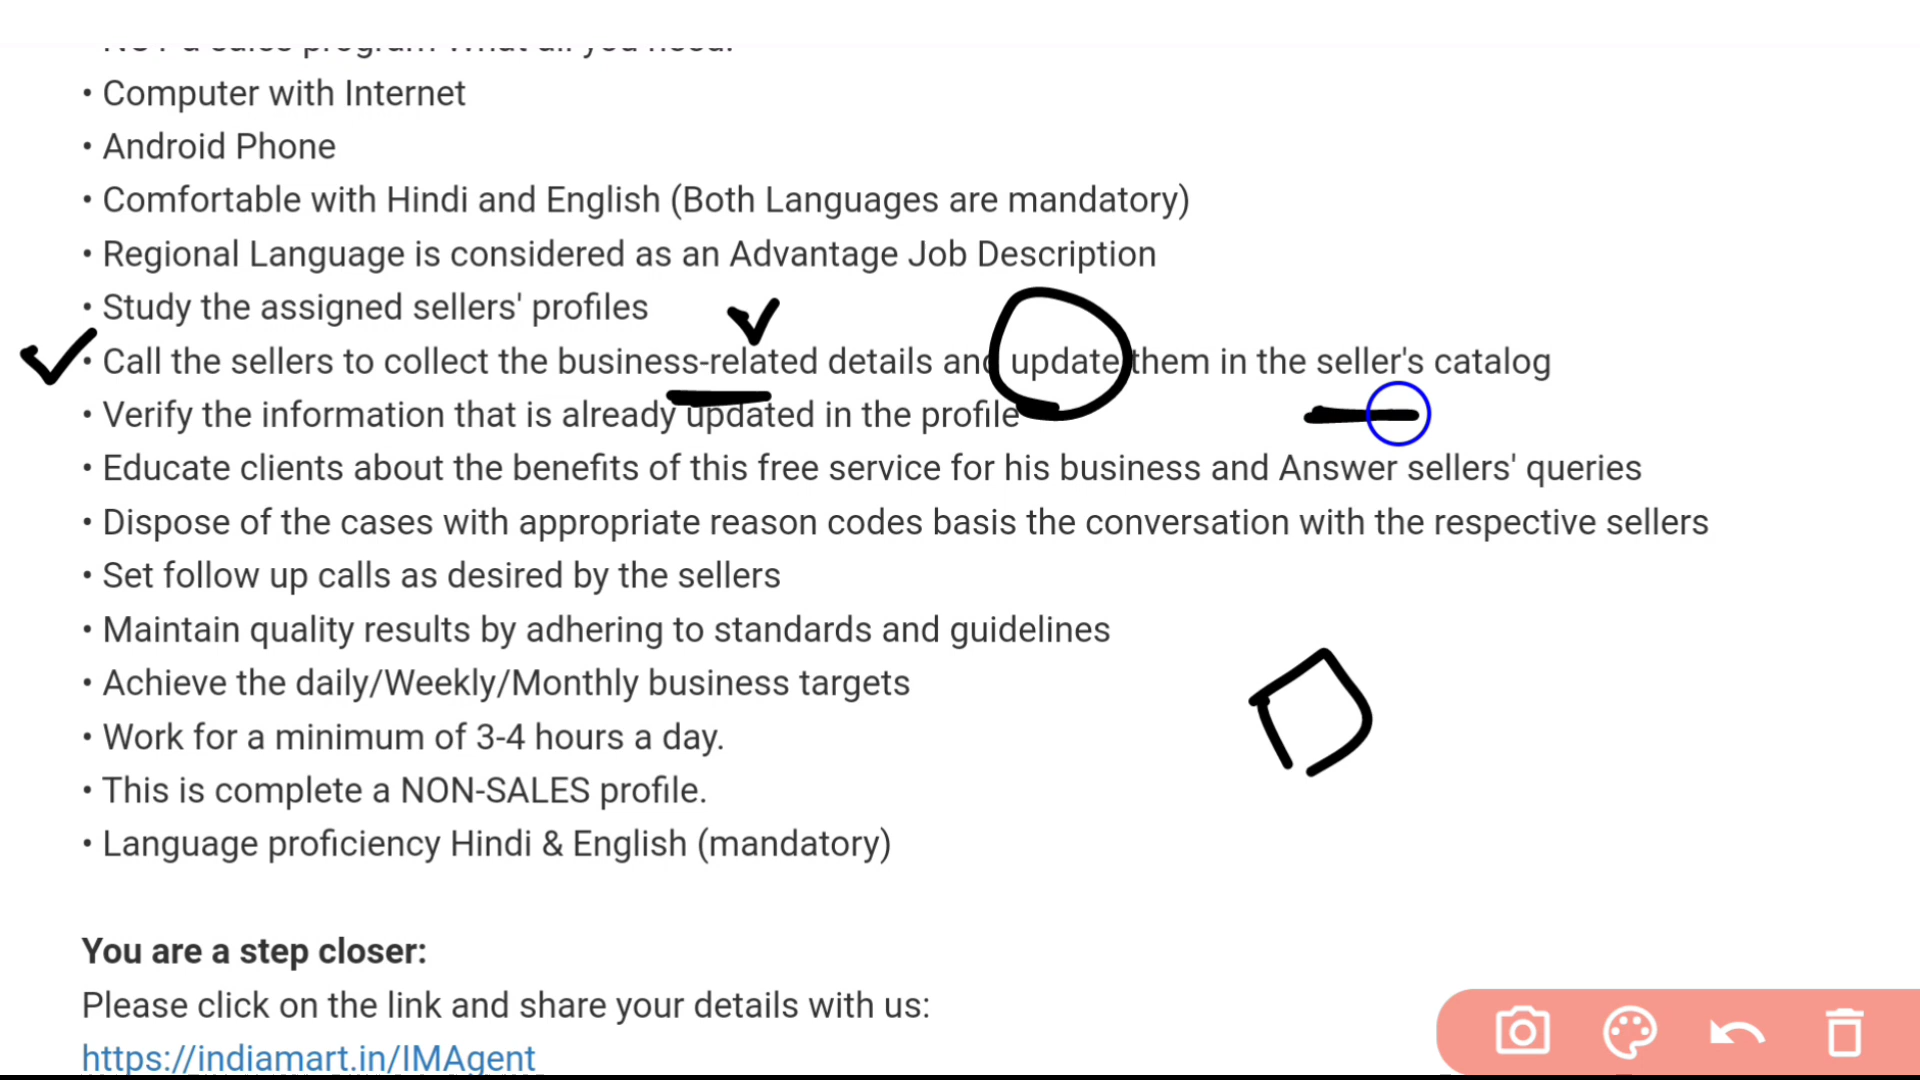 NOT a sales program What all you need:
• Computer with Internet
• Android Phone
• Comfortable with Hindi and English (Both Languages are mandatory)
• Regional Language is considered as an Advantage Job Description
• Study the assigned sellers' profiles
• Call the sellers to collect the business-related details and update them in the seller's catalog
• Verify the information that is already updated in the profile
• Educate clients about the benefits of this free service for his business and Answer sellers' queries
• Dispose of the cases with appropriate reason codes basis the conversation with the respective sellers
• Set follow up calls as desired by the sellers
• Maintain quality results by adhering to standards and guidelines
• Achieve the daily/Weekly/Monthly business targets
• Work for a minimum of 3-4 hours a day.
• This is complete a NON-SALES profile.
• Language proficiency Hindi & English (mandatory)
You are a step closer:
Please click on the link and share your details with us:
https://indiamart.in/IMAgent